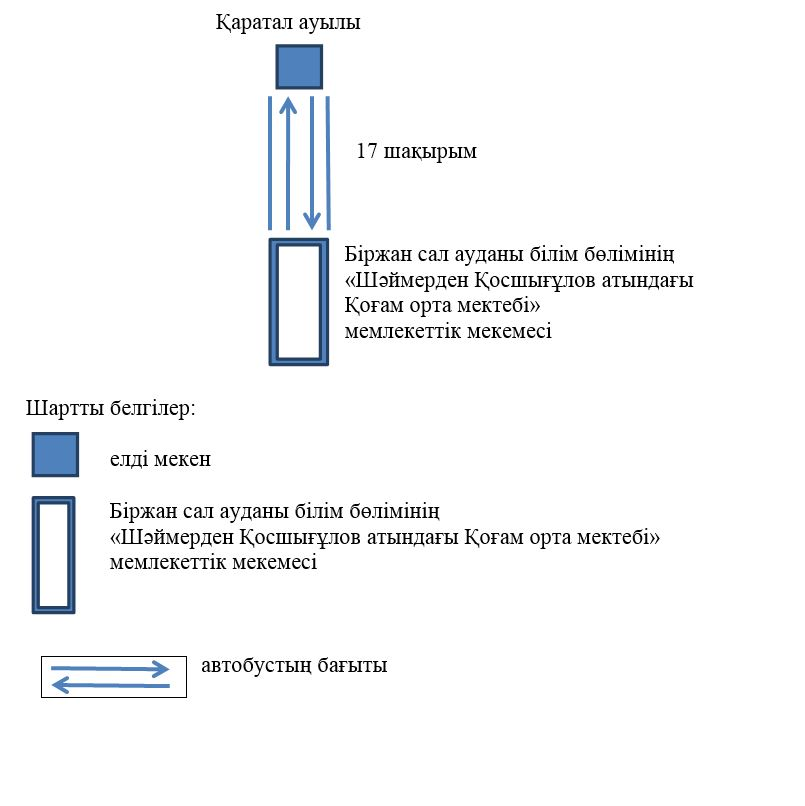 Қаратал ауылы
17 шақырым
Біржан сал ауданы білім бөлімінің
«Шәймерден Қосшығұлов атындағы
Қоғам орта мектебі»
мемлекеттік мекемесі
Шартты белгілер:
елді мекен
Біржан сал ауданы білім бөлімінің
«Шәймерден Қосшығұлов атындағы Қоғам орта мектебі»
мемлекеттік мекемесі
автобустың бағыты